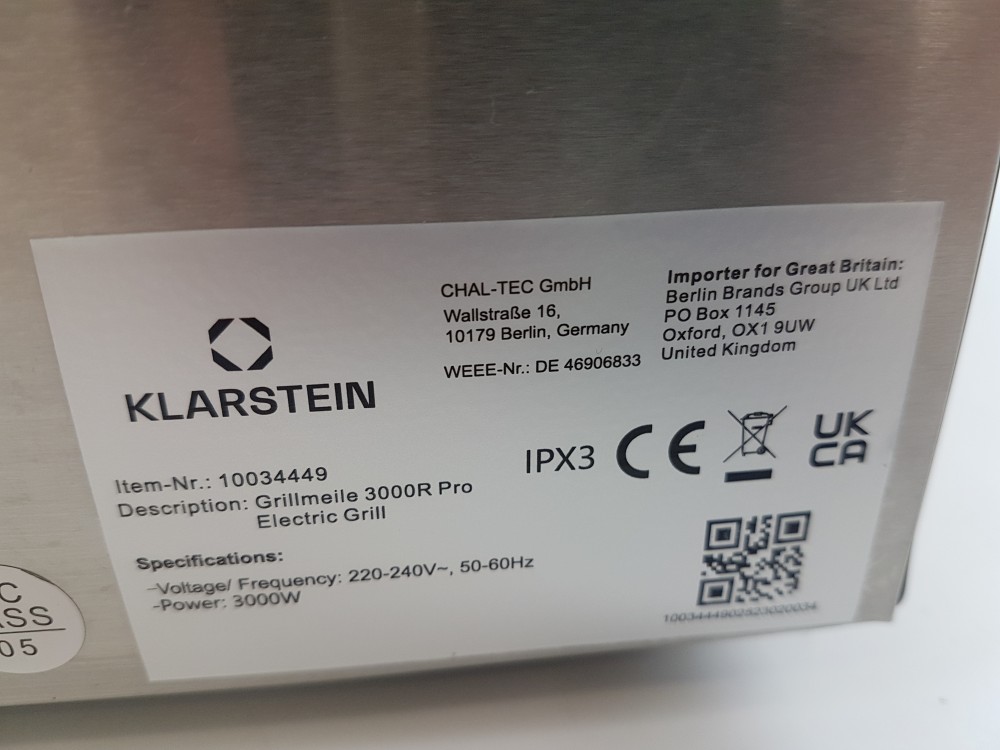 KLARSTEIN
CHAL-TEC GmbH
Wallstraße 16,
10179 Berlin, Germany
WEEE-Nr.: DE 46906833
Importer for Great Britain:
Berlin Brands Group UK Ltd
PO Box 1145
Oxford, OX1 9UW
United Kingdom
IPX3 CE UK
CA
Item-Nr.: 10034449
Description: Grillmeile 3000R Pro
Electric Grill
Specifications:
-Voltage/ Frequency: 220-240V~, 50-60Hz
-Power: 3000W
C
SS
05